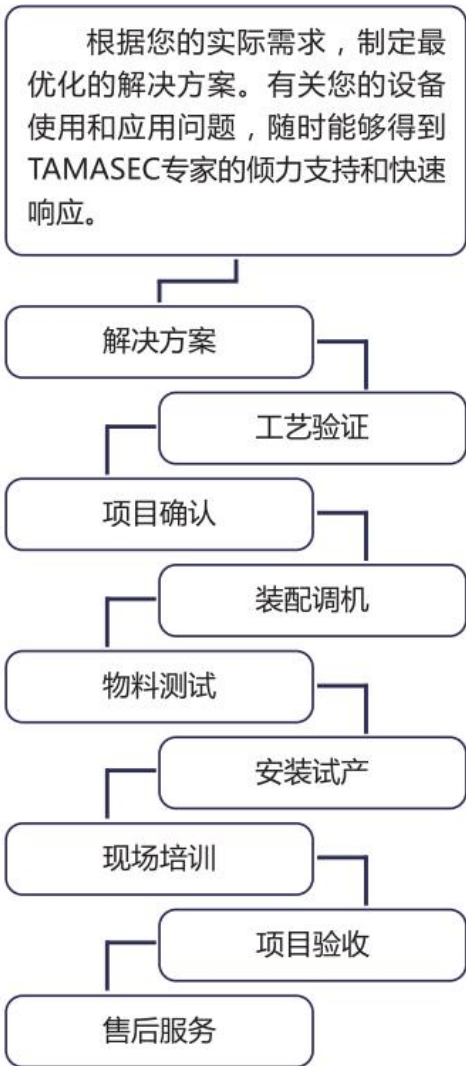 根据您的实际需求，制定最
优化的解决方案。有关您的设备
使用和应用问题，随时能够得到
TAMASEC专家的倾力支持和快速
响应。
解决方案
工艺验证
项目确认
装配调机
物料测试
安装试产
现场培训
项目验收
售后服务